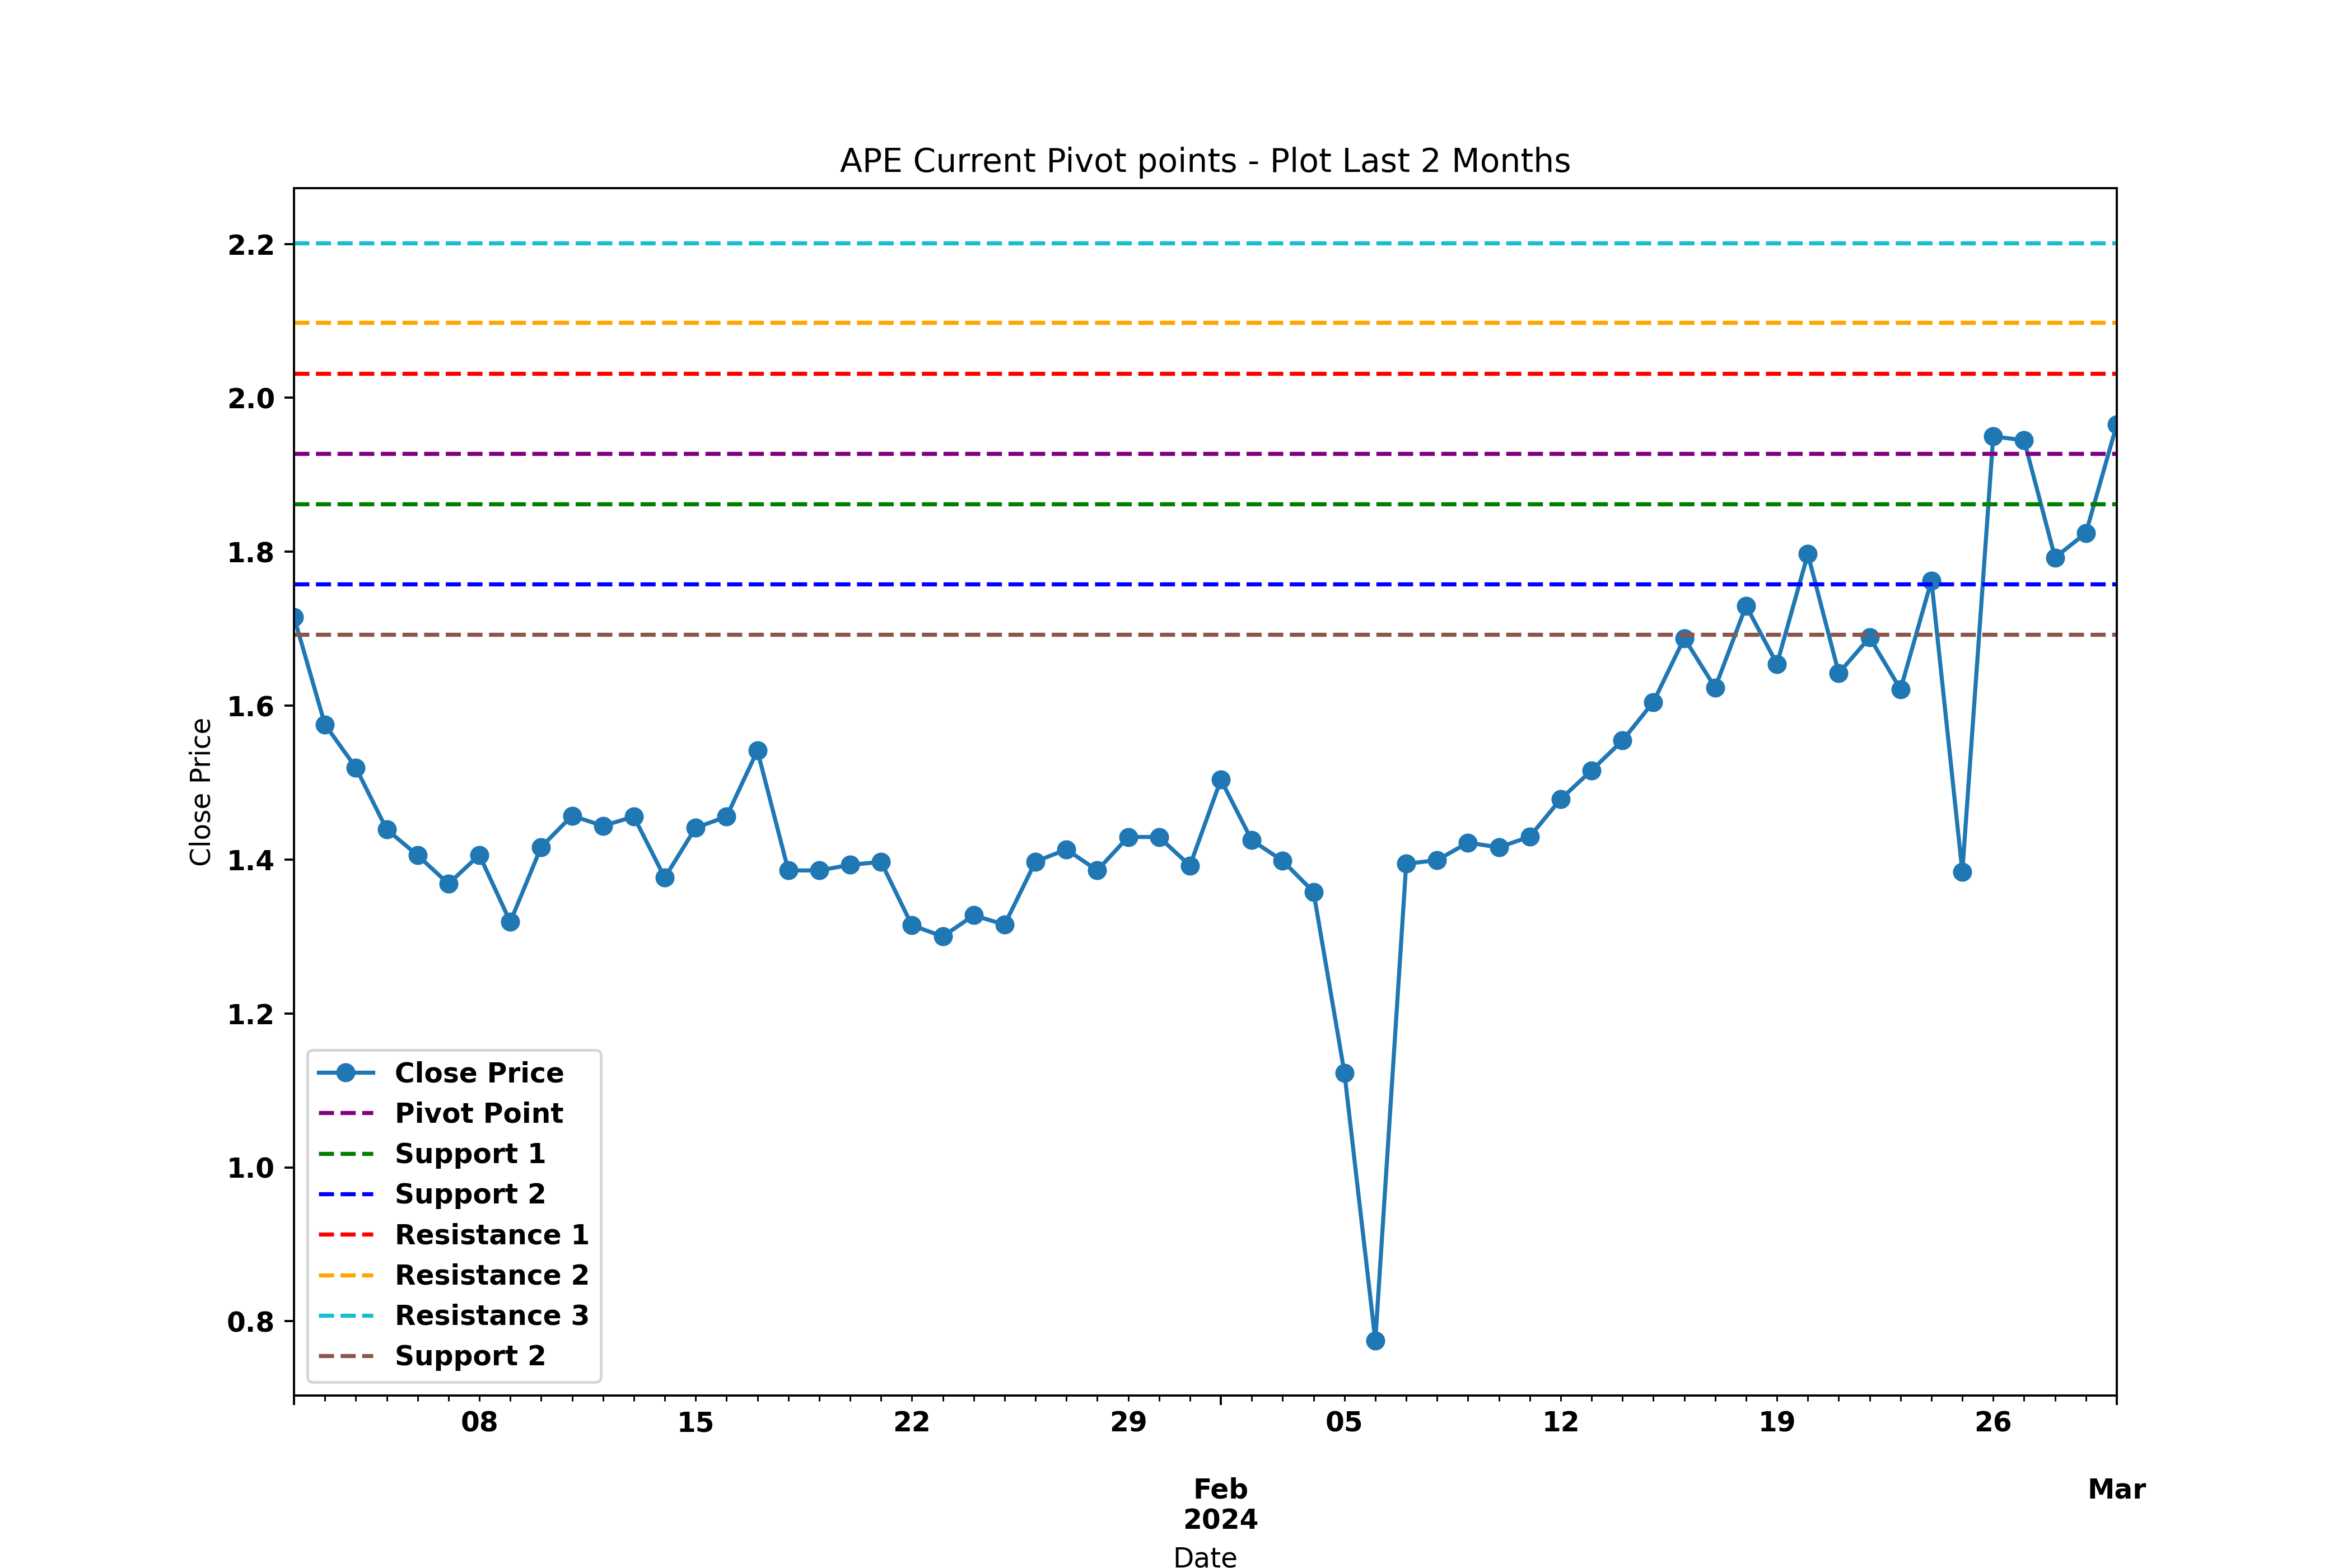 APE Current Pivot points - Plot Last 2 Months
2.2
2.0
1.8
1.6
1.4
1.2
1.0
0.8
Close Price
Close Price
Pivot Point
Support 1
Support 2
Resistance 1
Resistance 2
Resistance 3
Support 2
08 15 22 29 05 12 19 26
Feb Mar
2024
Date